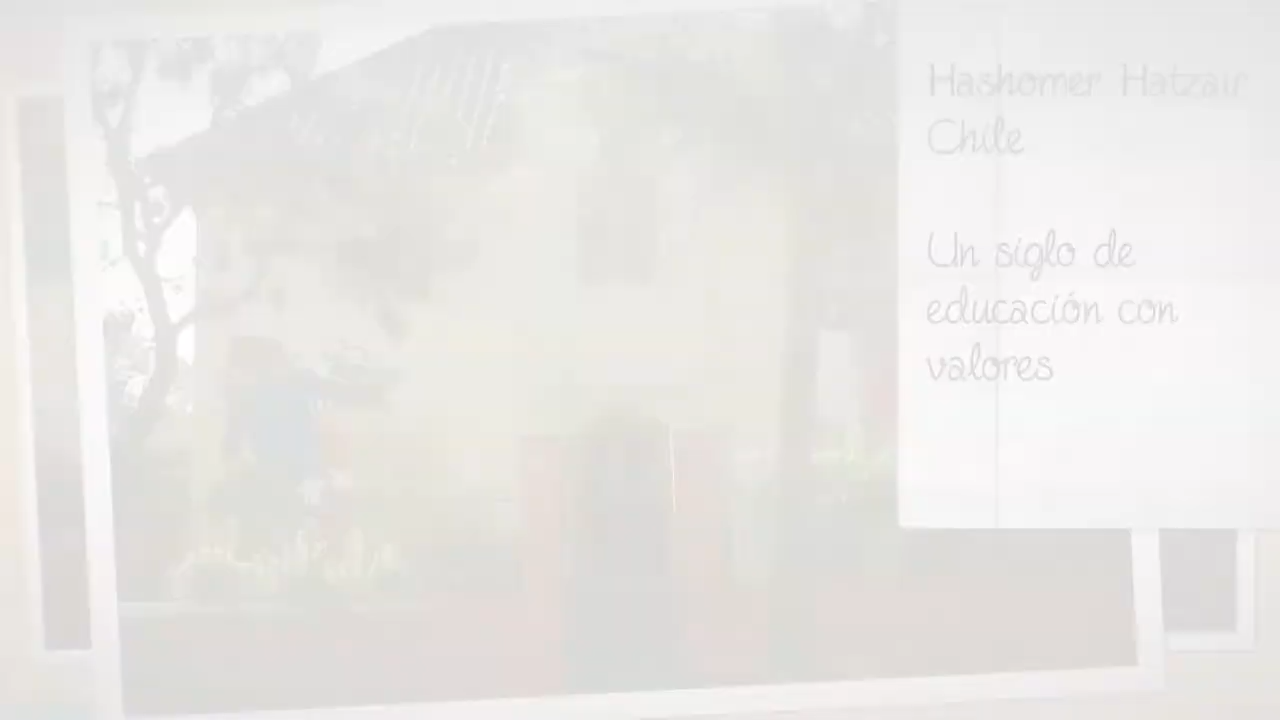 Hashomer Hatzair
Chile
Un siglo de
educación con
valores